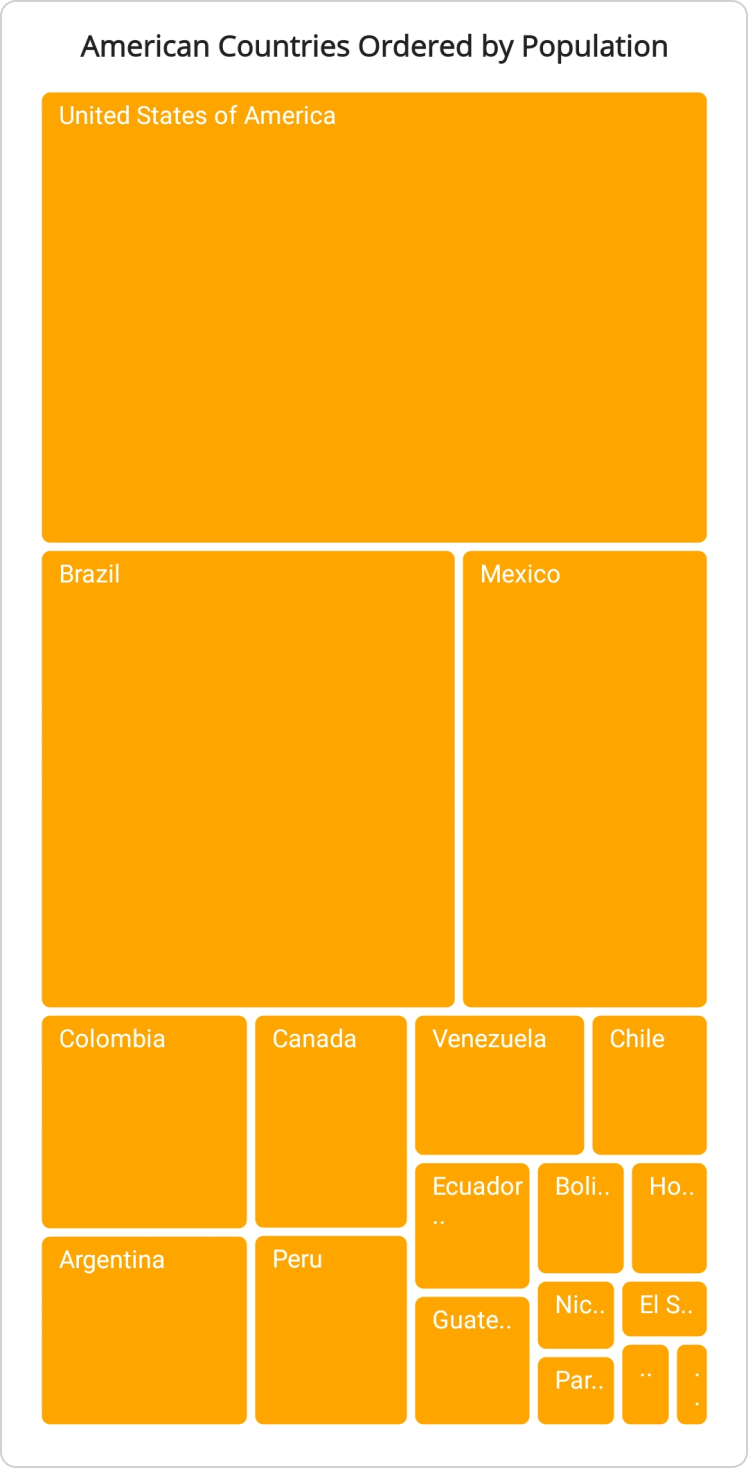 American Countries Ordered by Population
United States of America
Brazil
Mexico
Colombia
Canada
Venezuela
Chile
Ecuador
..
Boli..
Ho..
Argentina
Peru
Guate..
Nic..
El S..
Par..
..
.
.